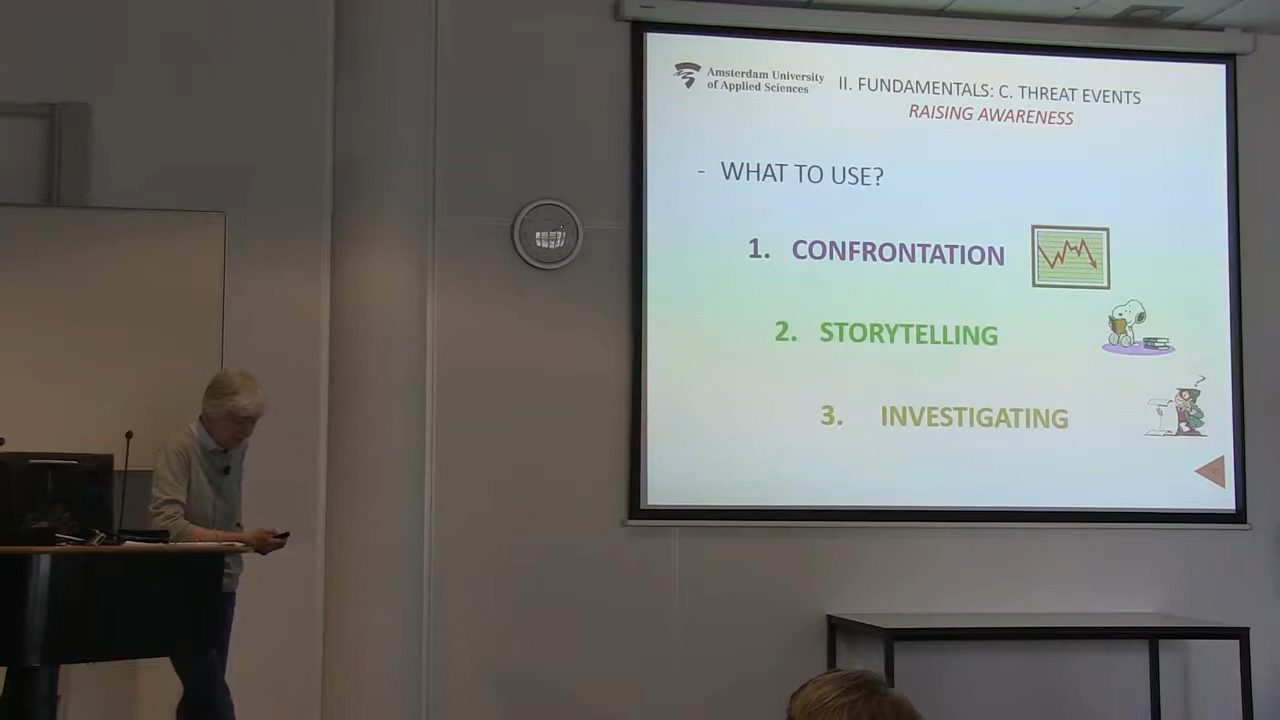 Amsterdam University
of Applied Sciences
II. FUNDAMENTALS: C. THREAT EVENTS
RAISING AWARENESS
- WHAT TO USE?
1. CONFRONTATION
2. STORYTELLING
3. INVESTIGATING
?